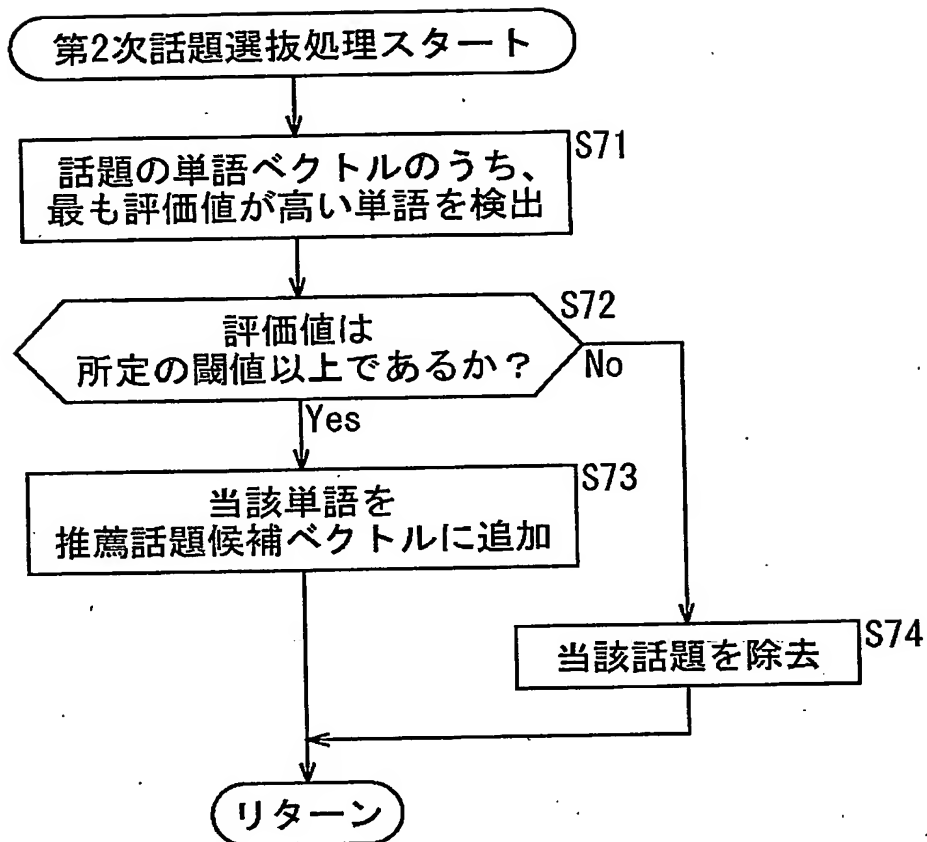 第2次話題選抜処理スタート
S71
話題の単語ベクトルのうち、
最も評価値が高い単語を検出
S72
評価値は
所定の閾値以上であるか？
No
Yes
S73
当該単語を
推薦話題候補ベクトルに追加
S74
当該話題を除去
リターン